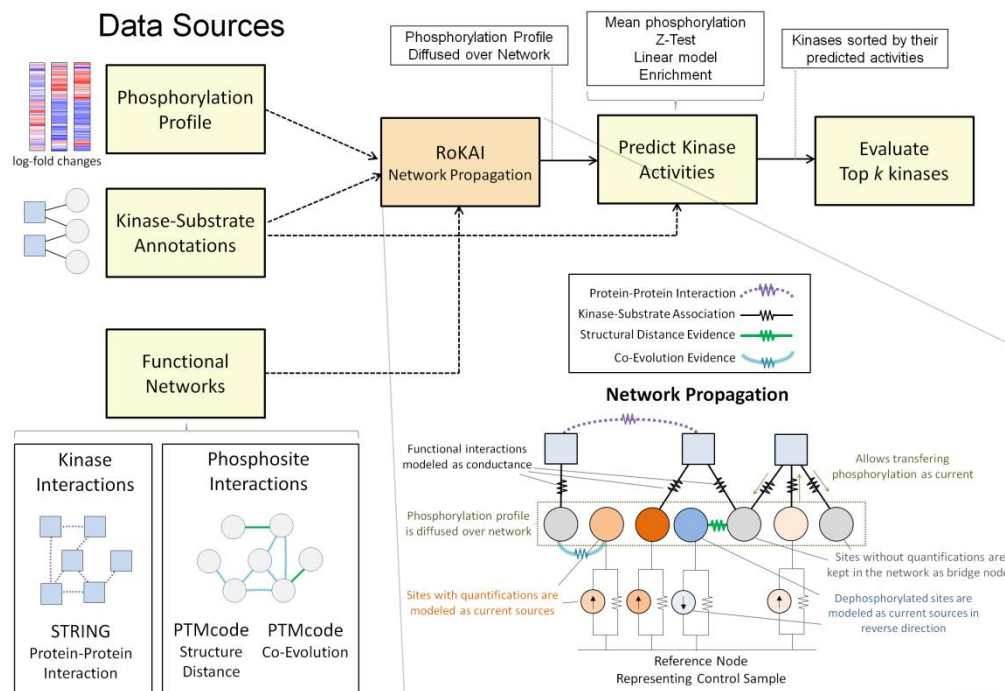 Data Sources
Phosphorylation
Profile
log-fold changes
Kinase-Substrate
Annotations
Functional
Networks
Phosphorylation Profile
Diffused over Network
Mean phosphorylation
Z-Test
Linear model
Enrichment
Kinases sorted by their
predicted activities
RoKAI
Network Propagation
Predict Kinase
Activities
Evaluate
Top k kinases
Kinase
Interactions
STRING
Protein-Protein
Interaction
Phosphosite
Interactions
PTMcode
Structure
Distance
PTMcode
Co-Evolution
Protein-Protein Interaction
Kinase-Substrate Association
Structural Distance Evidence
Co-Evolution Evidence
Network Propagation
Functional interactions
modeled as conductance
Allows transfering
phosphorylation as current
Phosphorylation profile
is diffused over network
Sites with quantifications are
modeled as current sources
Sites without quantifications are
kept in the network as bridge node
Dephosphorylated sites are
modeled as current sources in
reverse direction
Reference Node
Representing Control Sample